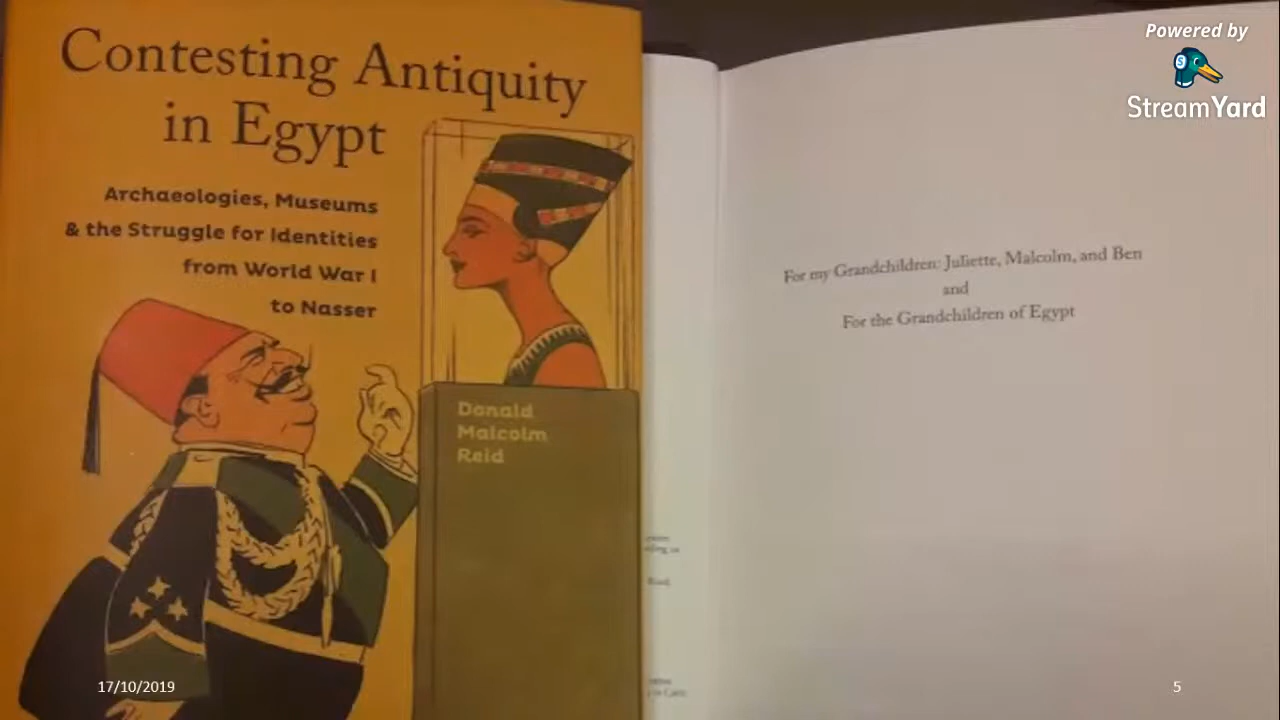 Contesting Antiquity
in Egypt
Archaeologies, Museums
& the Struggle for Identities
from World War I
to Nasser
Donald
Malcolm
Reid
For my Grandchildren: Juliette, Malcolm, and Ben
and
For the Grandchildren of Egypt
Powered by
StreamYard
17/10/2019
5